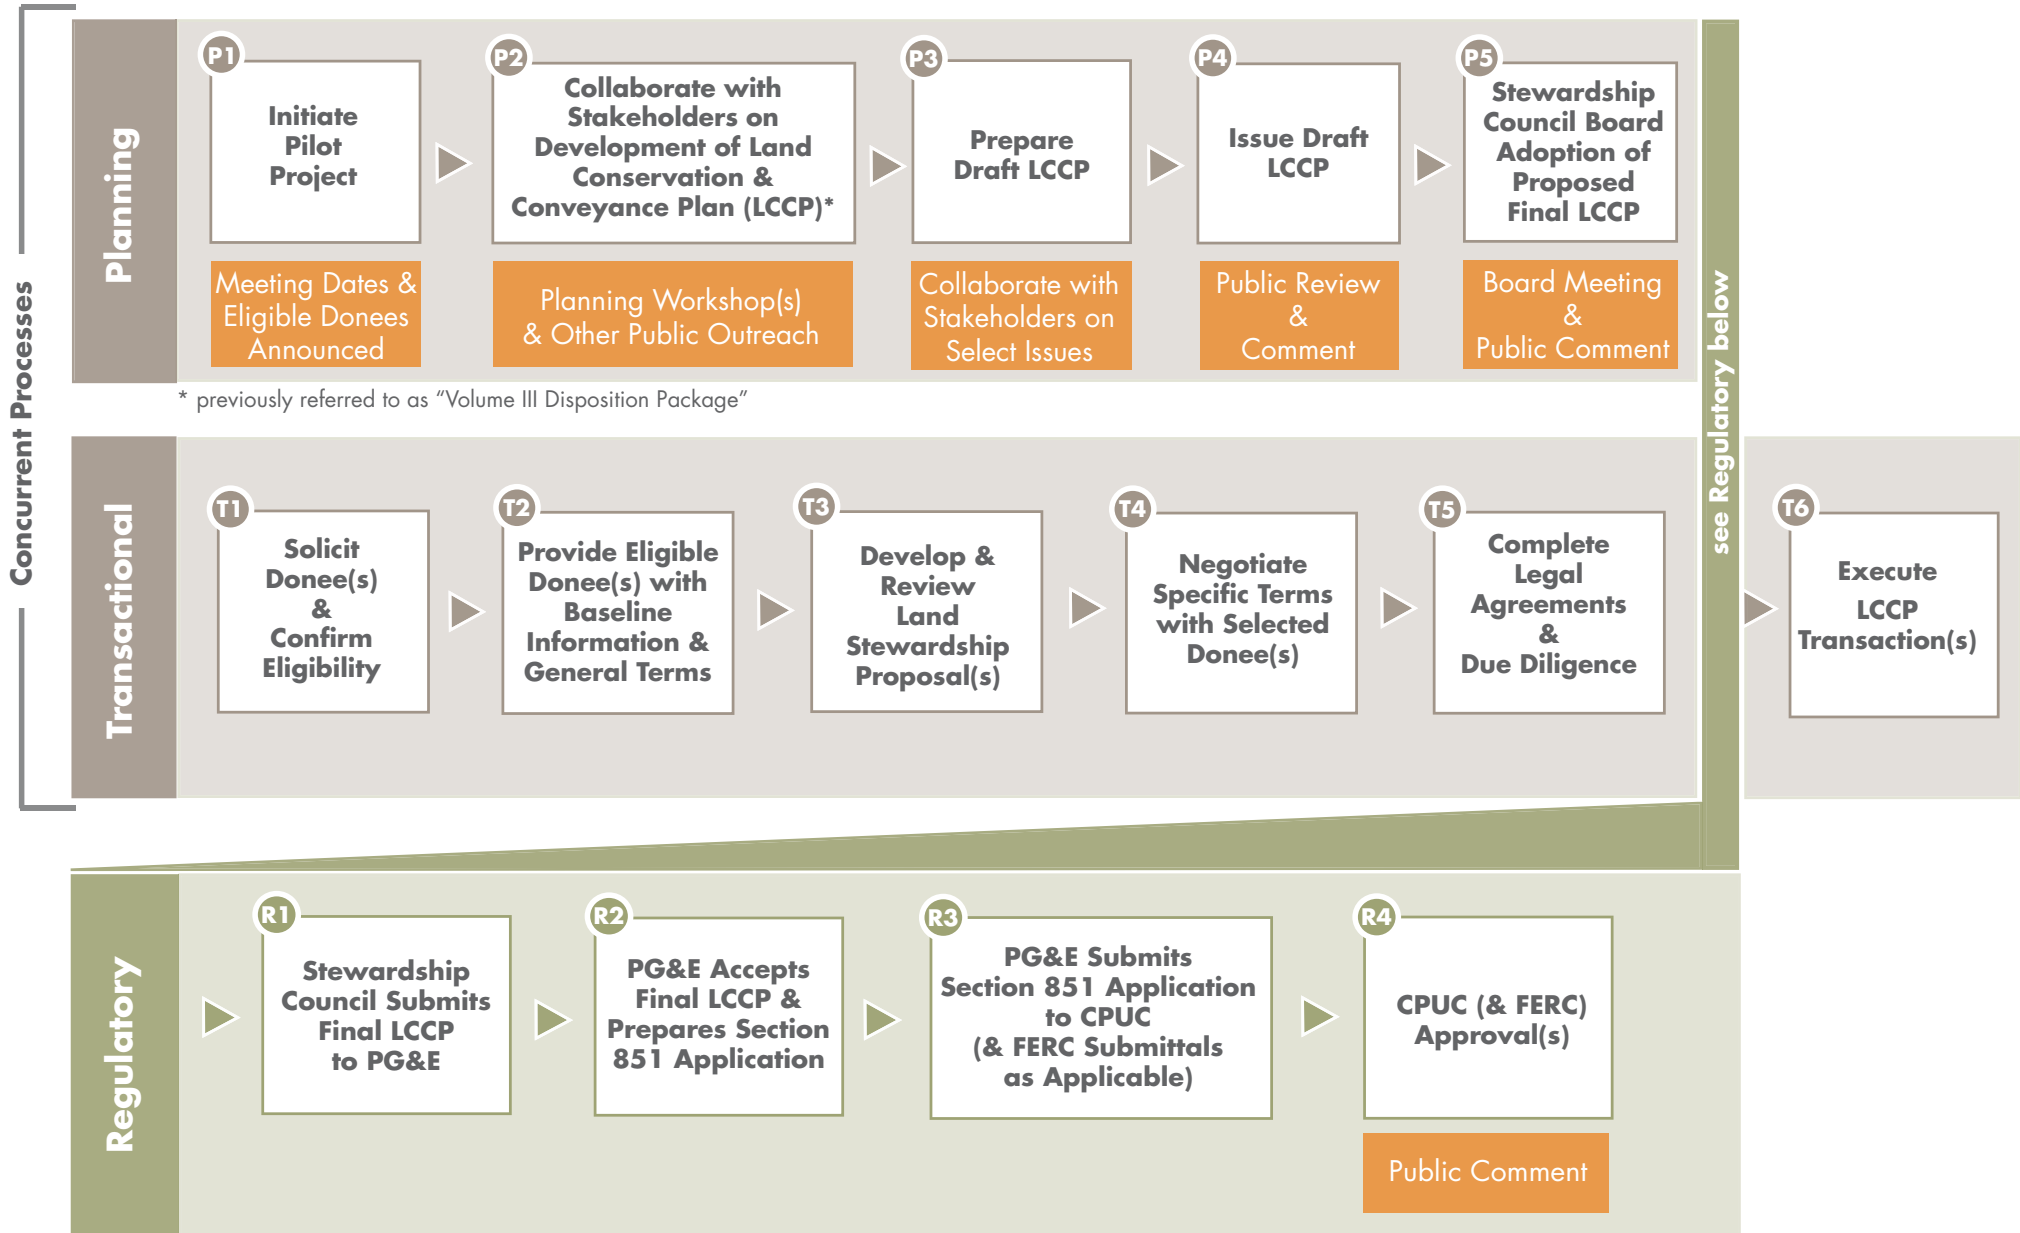 Concurrent Processes
Planning
P1
Initiate
Pilot
Project
Meeting Dates &
Eligible Donees
Announced
P2
Collaborate with
Stakeholders on
Development of Land
Conservation &
Conveyance Plan (LCCP)*
Planning Workshop(s)
& Other Public Outreach
P3
Prepare
Draft LCCP
Collaborate with
Stakeholders on
Select Issues
P4
Issue Draft
LCCP
Public Review
&
Comment
P5
Stewardship
Council Board
Adoption of
Proposed
Final LCCP
Board Meeting
&
Public Comment
* previously referred to as “Volume III Disposition Package”
see Regulatory below
Transactional
T1
Solicit
Donee(s)
&
Confirm
Eligibility
T2
Provide Eligible
Donee(s) with
Baseline
Information &
General Terms
T3
Develop &
Review
Land
Stewardship
Proposal(s)
T4
Negotiate
Specific Terms
with Selected
Donee(s)
T5
Complete
Legal
Agreements
&
Due Diligence
T6
Execute
LCCP
Transaction(s)
Regulatory
R1
Stewardship
Council Submits
Final LCCP
to PG&E
R2
PG&E Accepts
Final LCCP &
Prepares Section
851 Application
R3
PG&E Submits
Section 851 Application
to CPUC
(& FERC Submittals
as Applicable)
R4
CPUC (& FERC)
Approval(s)
Public Comment